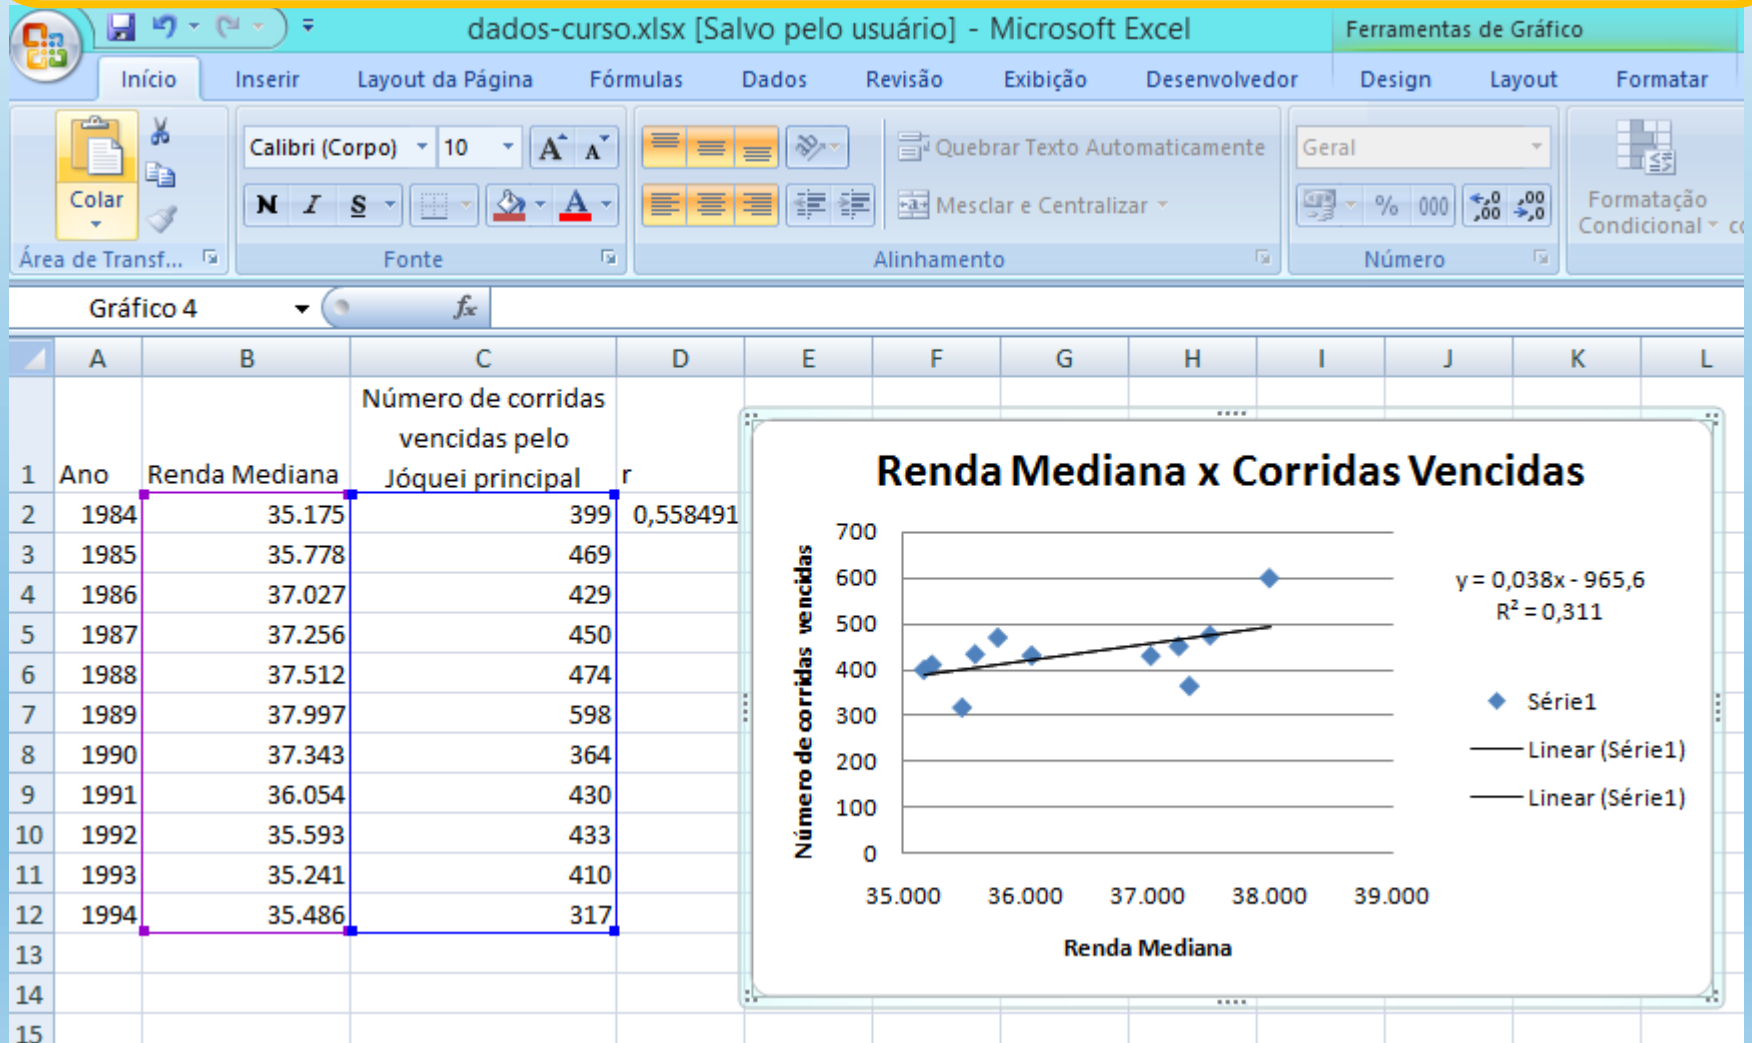 dados-curso.xlsx [Salvo pelo usuário] - Microsoft Excel
Ferramentas de Gráfico
Início Inserir Layout da Página Fórmulas Dados Revisão Exibição Desenvolvedor Design Layout Formatar
Calibri (Corpo) 10 A A Quebrar Texto Automaticamente Geral
Colar N I S A Mesclar e Centralizar % 000 ,0 ,00 ,00 ,0 Formatação
Condicional
Área de Transf... Fonte Alinhamento Número
Gráfico 4 fx
A B C D E F G H I J K L
Número de corridas
vencidas pelo
1 Ano Renda Mediana Jóquei principal r
2 1984 35.175 399 0,558491
3 1985 35.778 469
4 1986 37.027 429
5 1987 37.256 450
6 1988 37.512 474
7 1989 37.997 598
8 1990 37.343 364
9 1991 36.054 430
10 1992 35.593 433
11 1993 35.241 410
12 1994 35.486 317
13
14
15
Renda Mediana x Corridas Vencidas
Número de corridas vencidas
700
600
500
400
300
200
100
0
35.000 36.000 37.000 38.000 39.000
Renda Mediana
y = 0,038x - 965,6
R² = 0,311
Série1
Linear (Série1)
Linear (Série1)